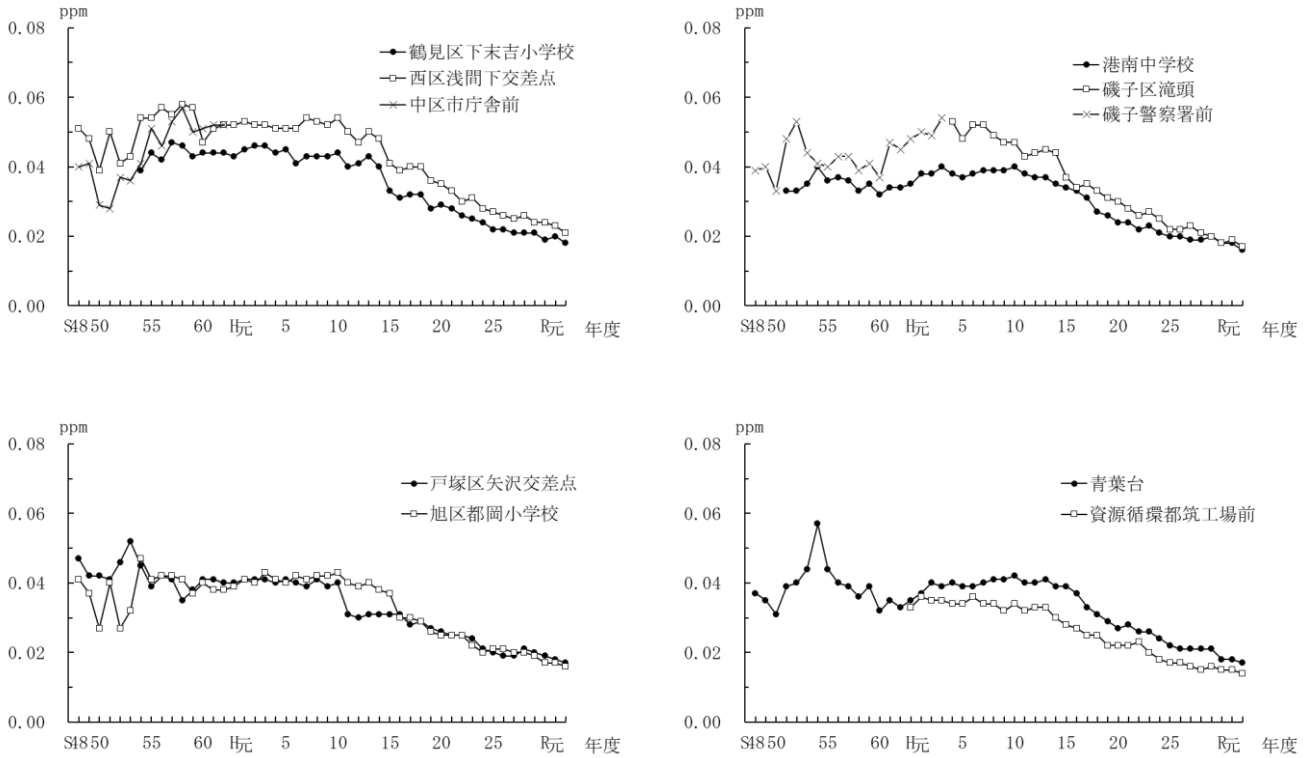 ppm
0.08
0.06
0.04
0.02
0.00
鶴見区下末吉小学校
西区浅間下交差点
中区市庁舎前
S48 50 55 60 H元 5 10 15 20 25 R元 年度
ppm
0.08
0.06
0.04
0.02
0.00
港南中学校
磯子区滝頭
磯子警察署前
S48 50 55 60 H元 5 10 15 20 25 R元 年度
ppm
0.08
0.06
0.04
0.02
0.00
戸塚区矢沢交差点
旭区都岡小学校
S48 50 55 60 H元 5 10 15 20 25 R元 年度
ppm
0.08
0.06
0.04
0.02
0.00
青葉台
資源循環都筑工場前
S48 50 55 60 H元 5 10 15 20 25 R元 年度